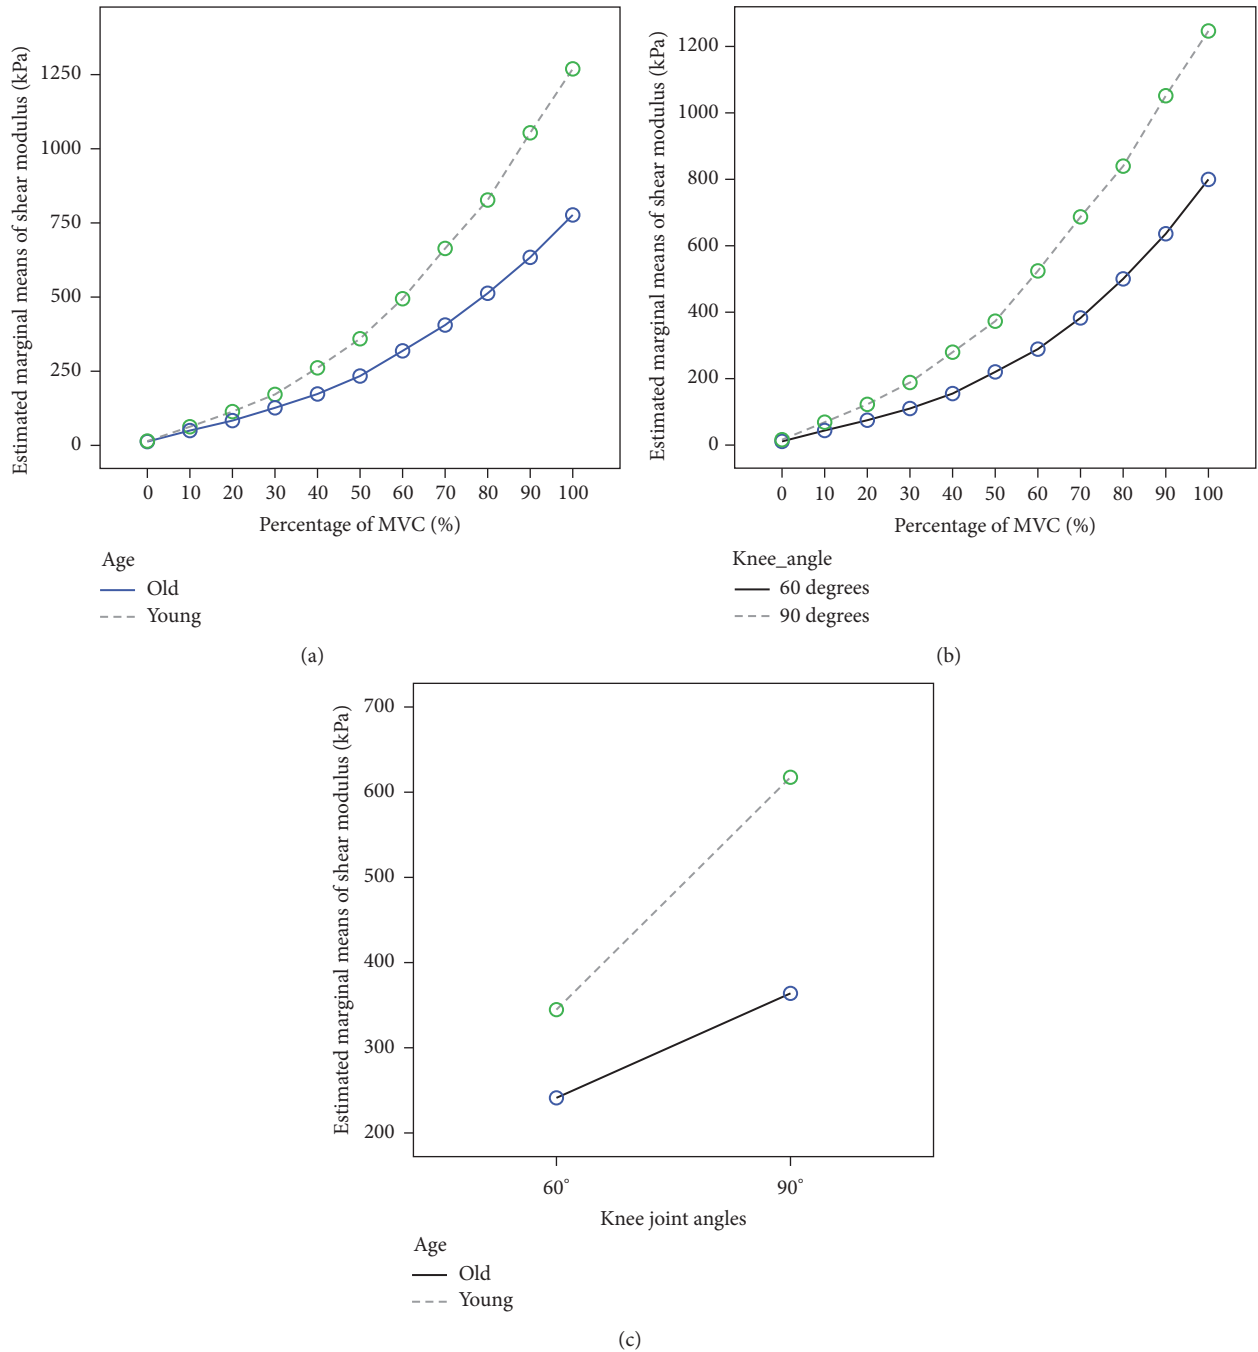 Estimated marginal means of shear modulus (kPa)
1250
1000
750
500
250
0
0 10 20 30 40 50 60 70 80 90 100
Percentage of MVC (%)
Age
Old
Young
(a)
Estimated marginal means of shear modulus (kPa)
1200
1000
800
600
400
200
0
0 10 20 30 40 50 60 70 80 90 100
Percentage of MVC (%)
Knee_angle
60 degrees
90 degrees
(b)
Estimated marginal means of shear modulus (kPa)
700
600
500
400
300
200
60° 90°
Knee joint angles
Age
Old
Young
(c)